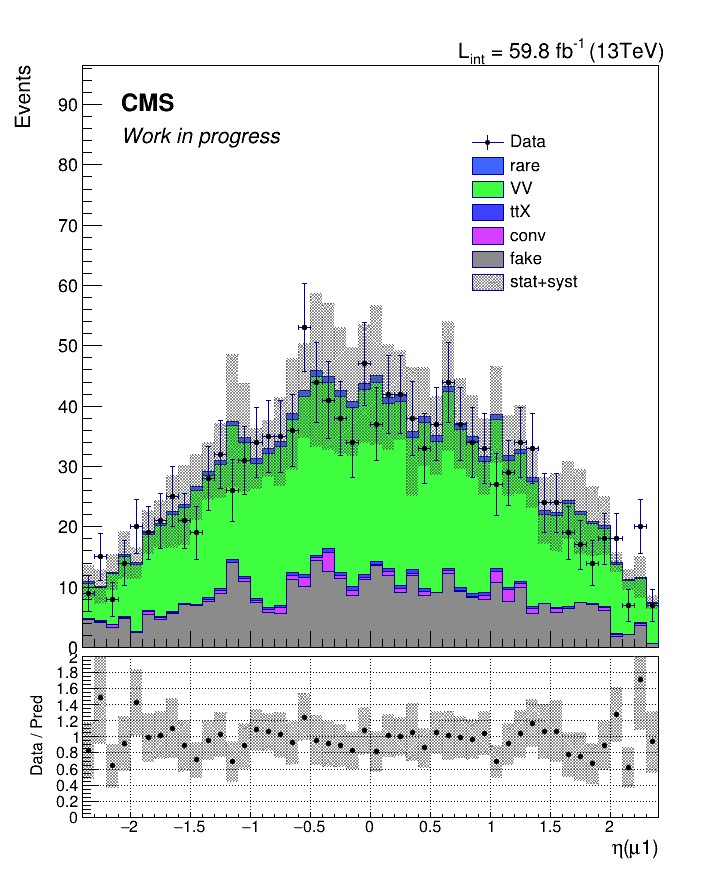 L_int = 59.8 fb^-1 (13TeV)
Events
CMS
Work in progress
Data
rare
VV
ttX
conv
fake
stat+syst
90
80
70
60
50
40
30
20
10
0
Data / Pred
2
1.8
1.6
1.4
1.2
1
0.8
0.6
0.4
0.2
0
−2 −1.5 −1 −0.5 0 0.5 1 1.5 2
η(μ1)